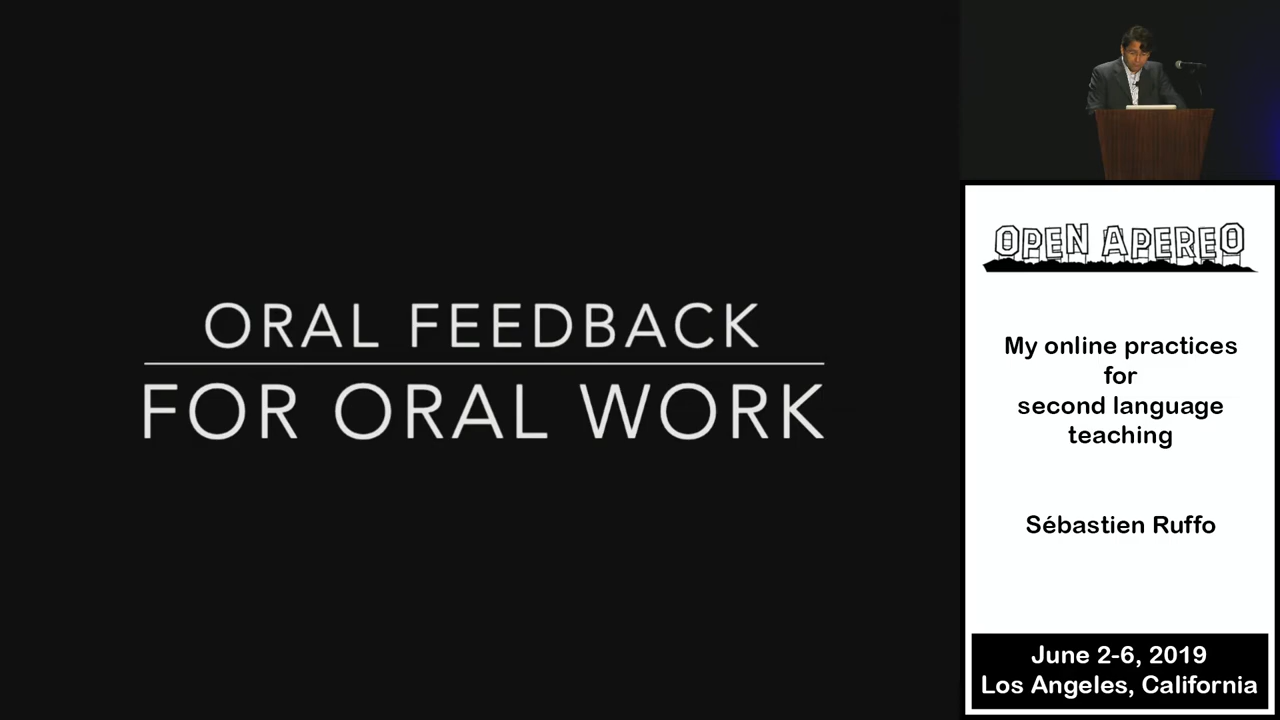 ORAL FEEDBACK
FOR ORAL WORK
OPEN APEREO
My online practices
for
second language
teaching
Sébastien Ruffo
June 2-6, 2019
Los Angeles, California